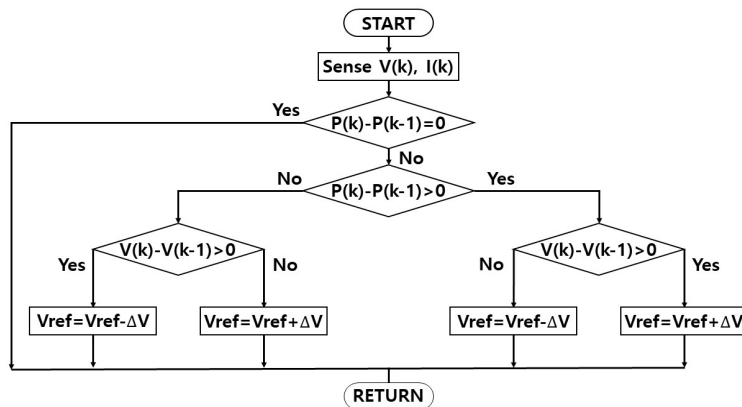 START
Sense V(k), I(k)
Yes
P(k)-P(k-1)=0
No
No
P(k)-P(k-1)>0
Yes
V(k)-V(k-1)>0
V(k)-V(k-1)>0
Yes
No
No
Yes
Vref=Vref-ΔV
Vref=Vref+ΔV
Vref=Vref-ΔV
Vref=Vref+ΔV
RETURN